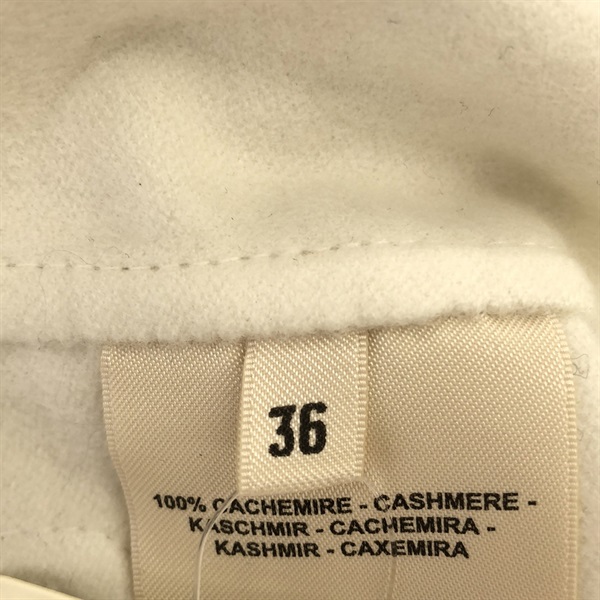 36
100% CACHEMIRE - CASHMERE -
KASCHMIR - CACHEMIRA -
KASHMIR - CAXEMIRA